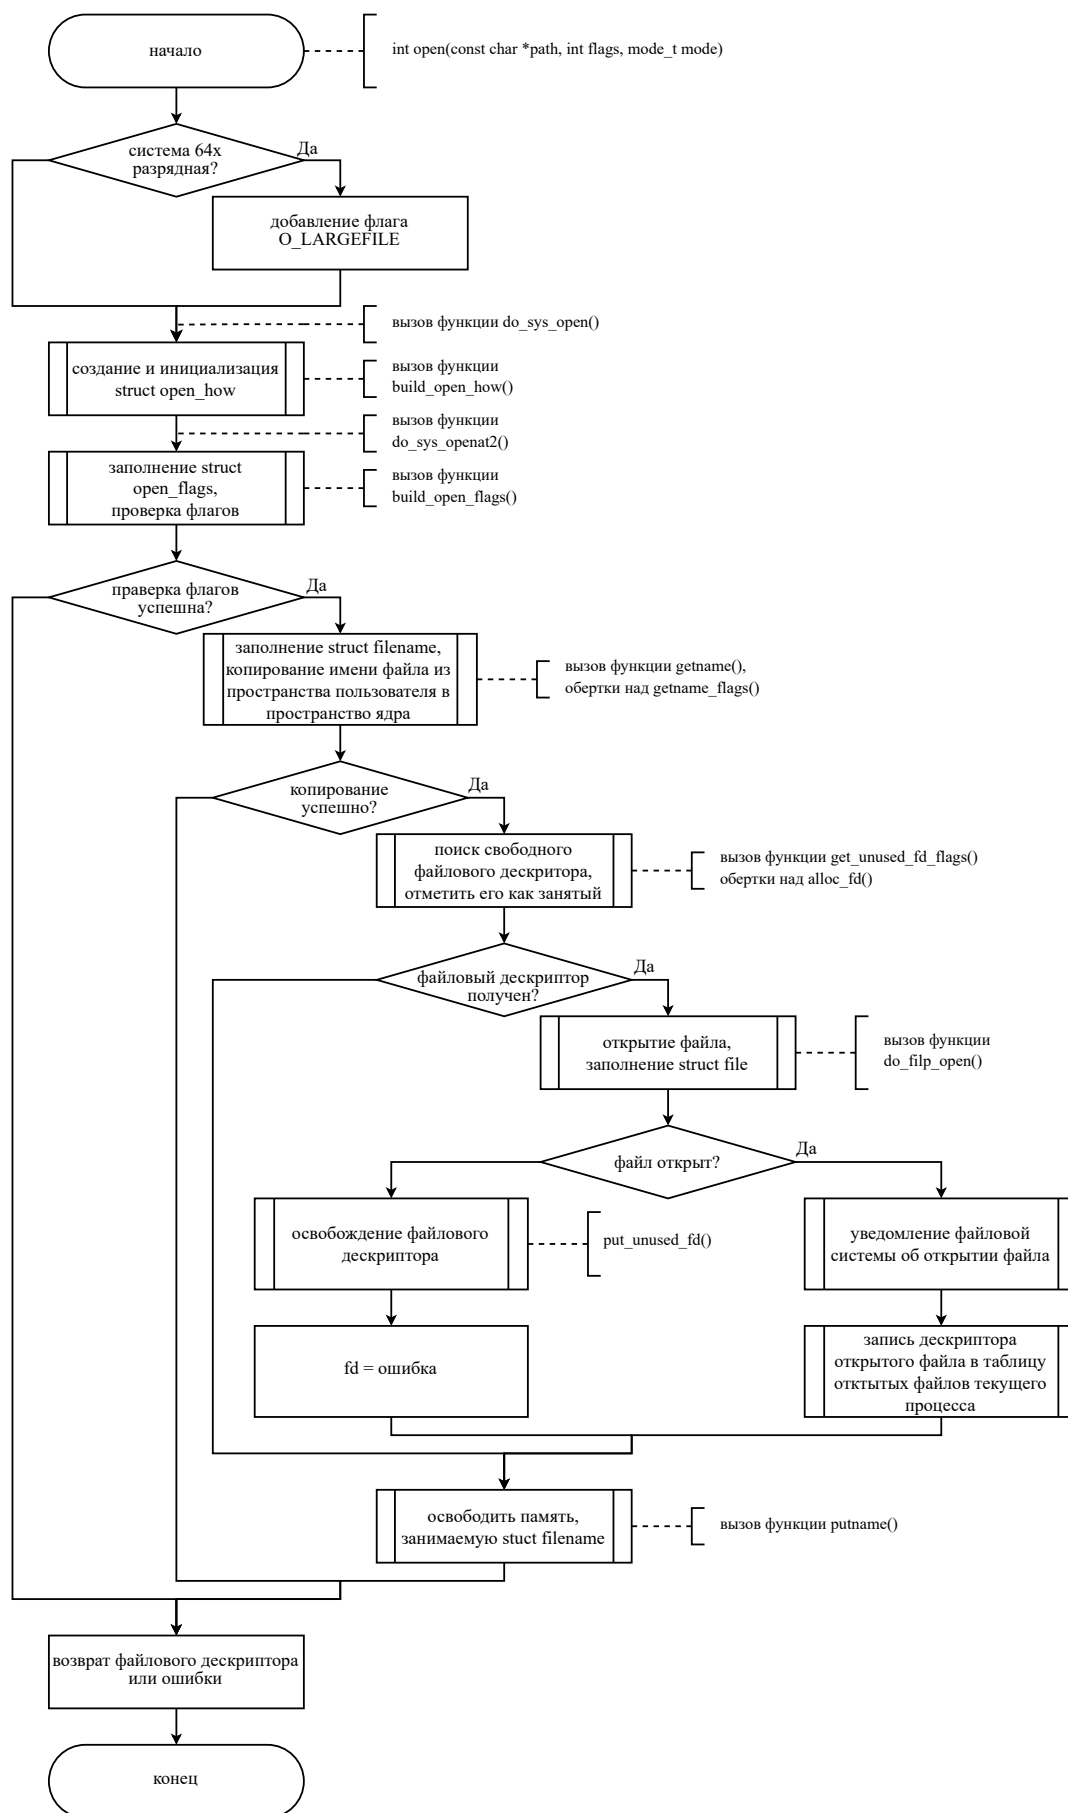 начало
int open(const char *path, int flags, mode_t mode)
система 64х
разрядная?
Да
добавление флага
O_LARGEFILE
вызов функции do_sys_open()
создание и инициализация
struct open_how
вызов функции
build_open_how()
вызов функции
do_sys_openat2()
заполнение struct
open_flags,
проверка флагов
вызов функции
build_open_flags()
праверка флагов
успешна?
Да
заполнение struct filename,
копирование имени файла из
пространства пользователя в
пространство ядра
вызов функции getname(),
обертки над getname_flags()
копирование
успешно?
Да
поиск свободного
файлового дескритора,
отметить его как занятый
вызов функции get_unused_fd_flags()
обертки над alloc_fd()
файловый дескриптор
получен?
Да
открытие файла,
заполнение struct file
вызов функции
do_filp_open()
файл открыт?
Да
освобождение файлового
дескриптора
put_unused_fd()
уведомление файловой
системы об открытии файла
fd = ошибка
запись дескриптора
открытого файла в таблицу
отктытых файлов текущего
процесса
освободить память,
занимаемую stuct filename
вызов функции putname()
возврат файлового дескриптора
или ошибки
конец